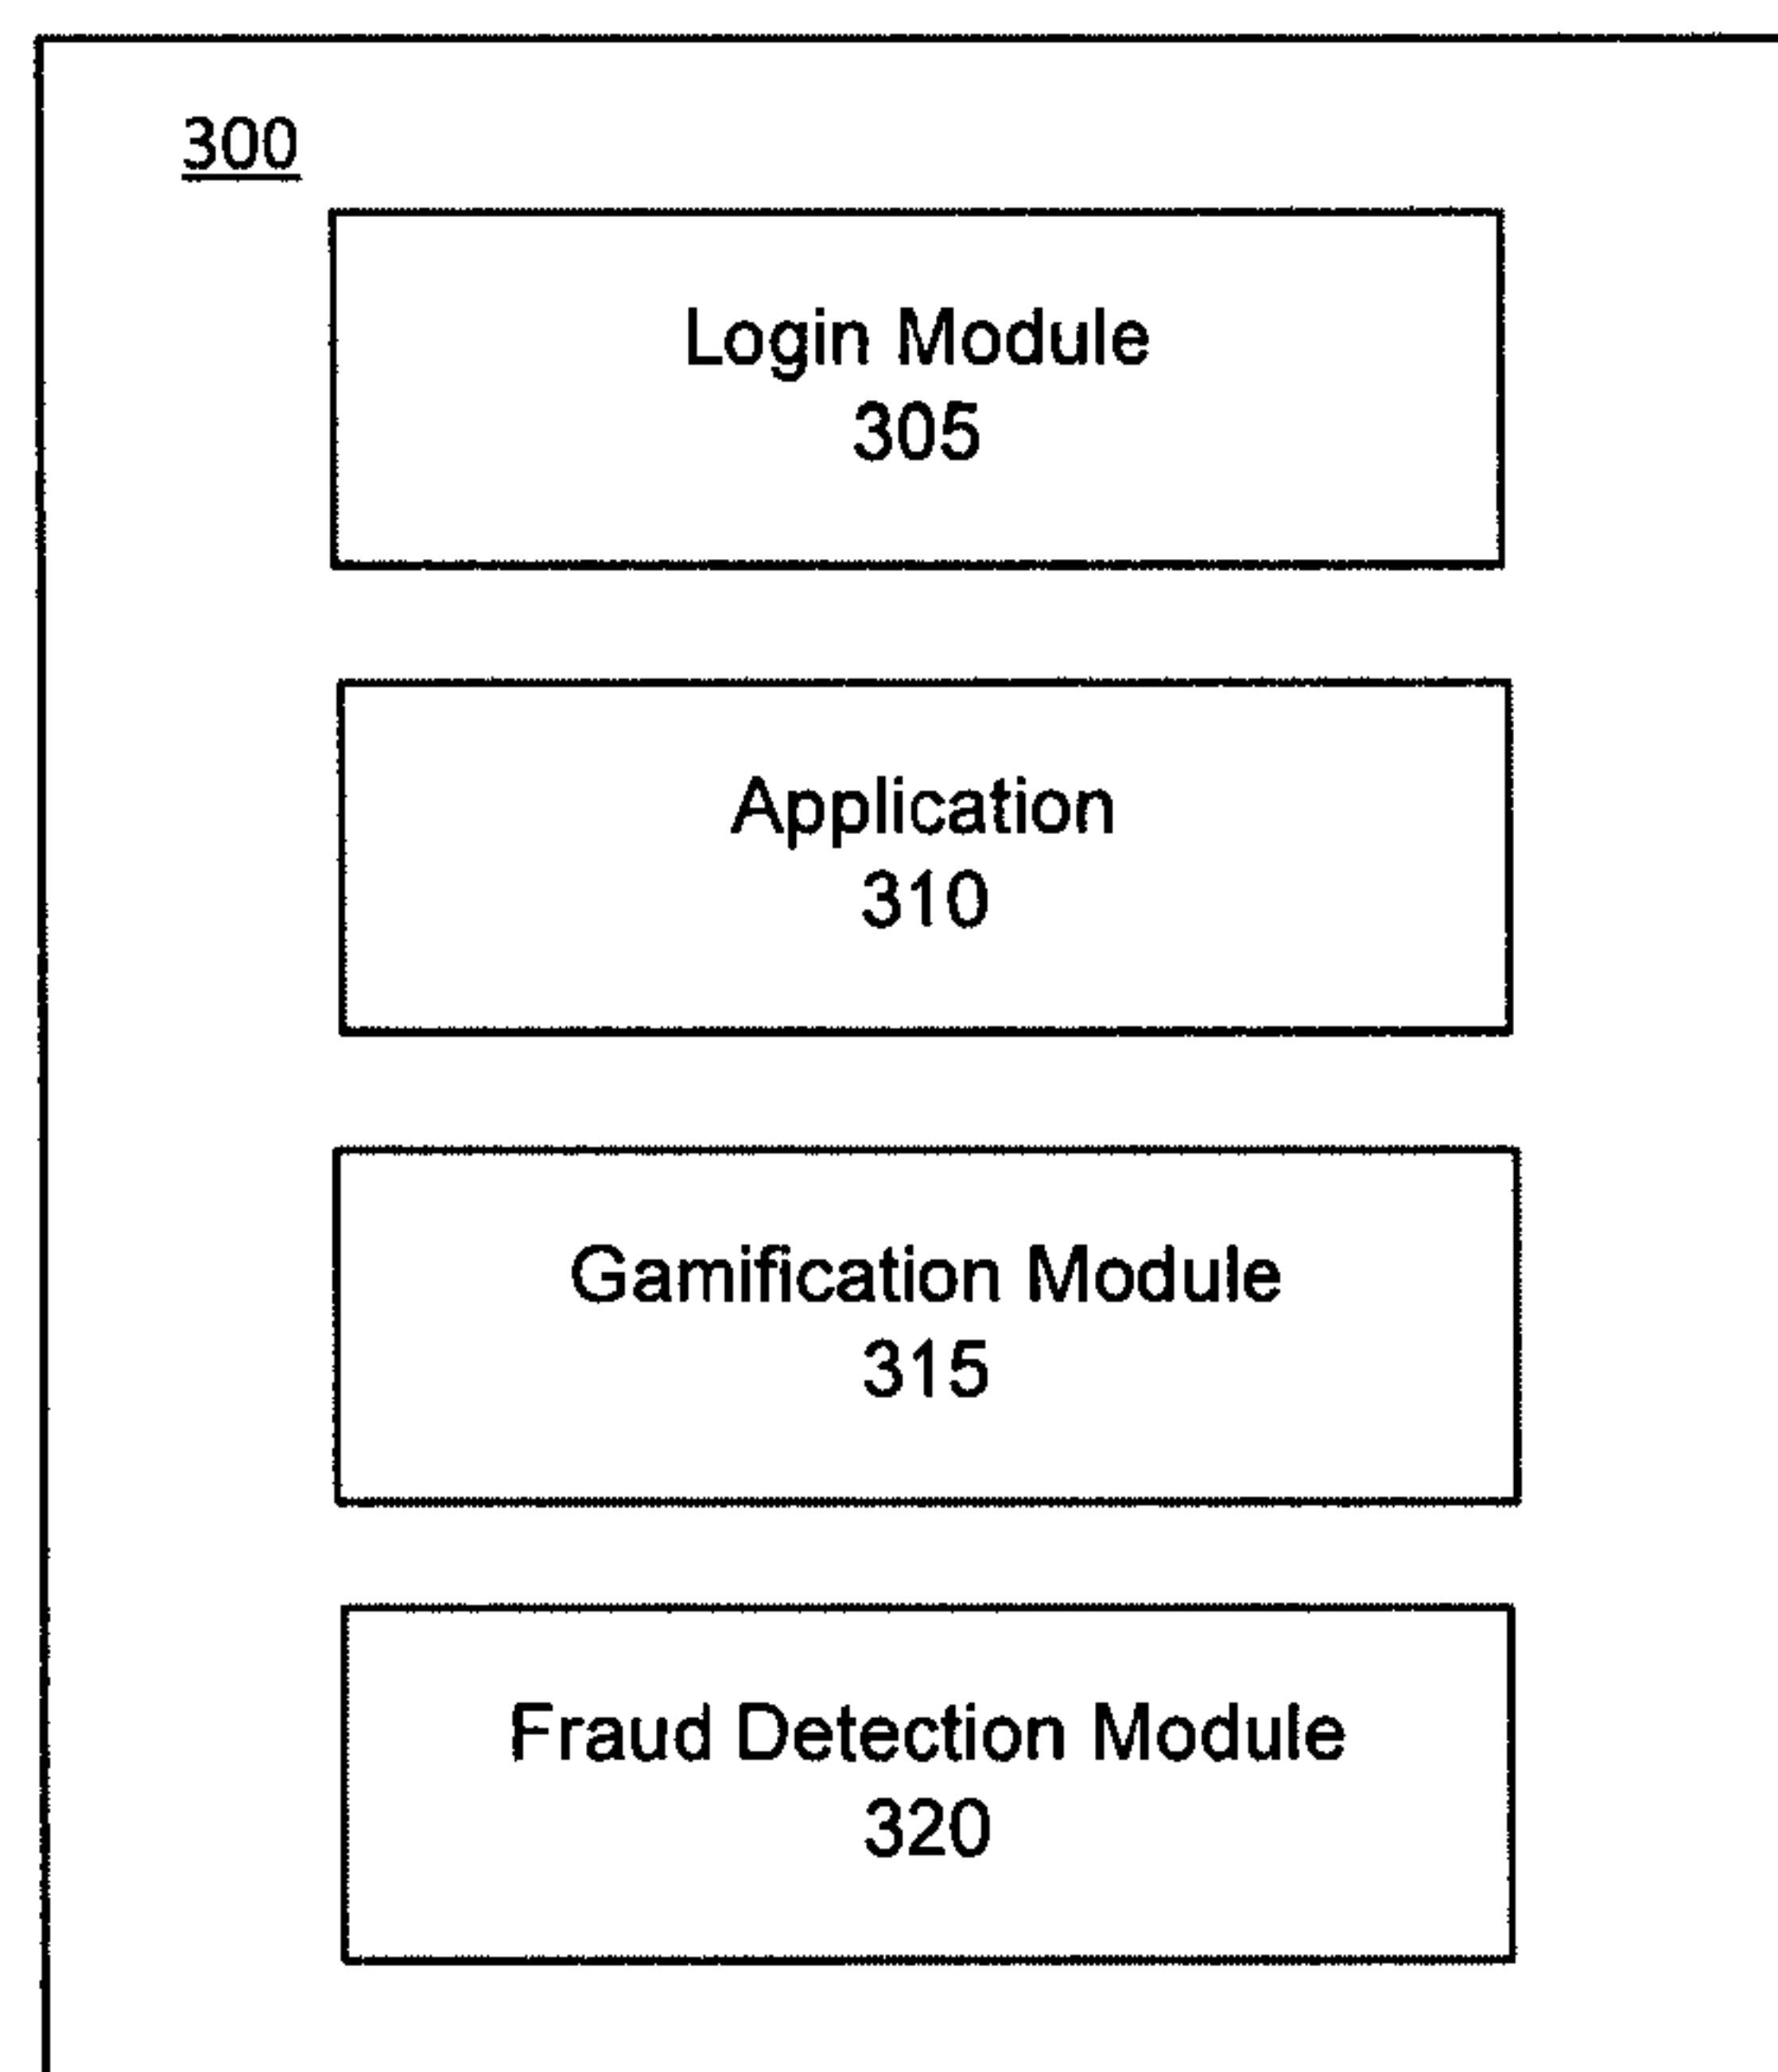 300
Login Module
305
Application
310
Gamification Module
315
Fraud Detection Module
320